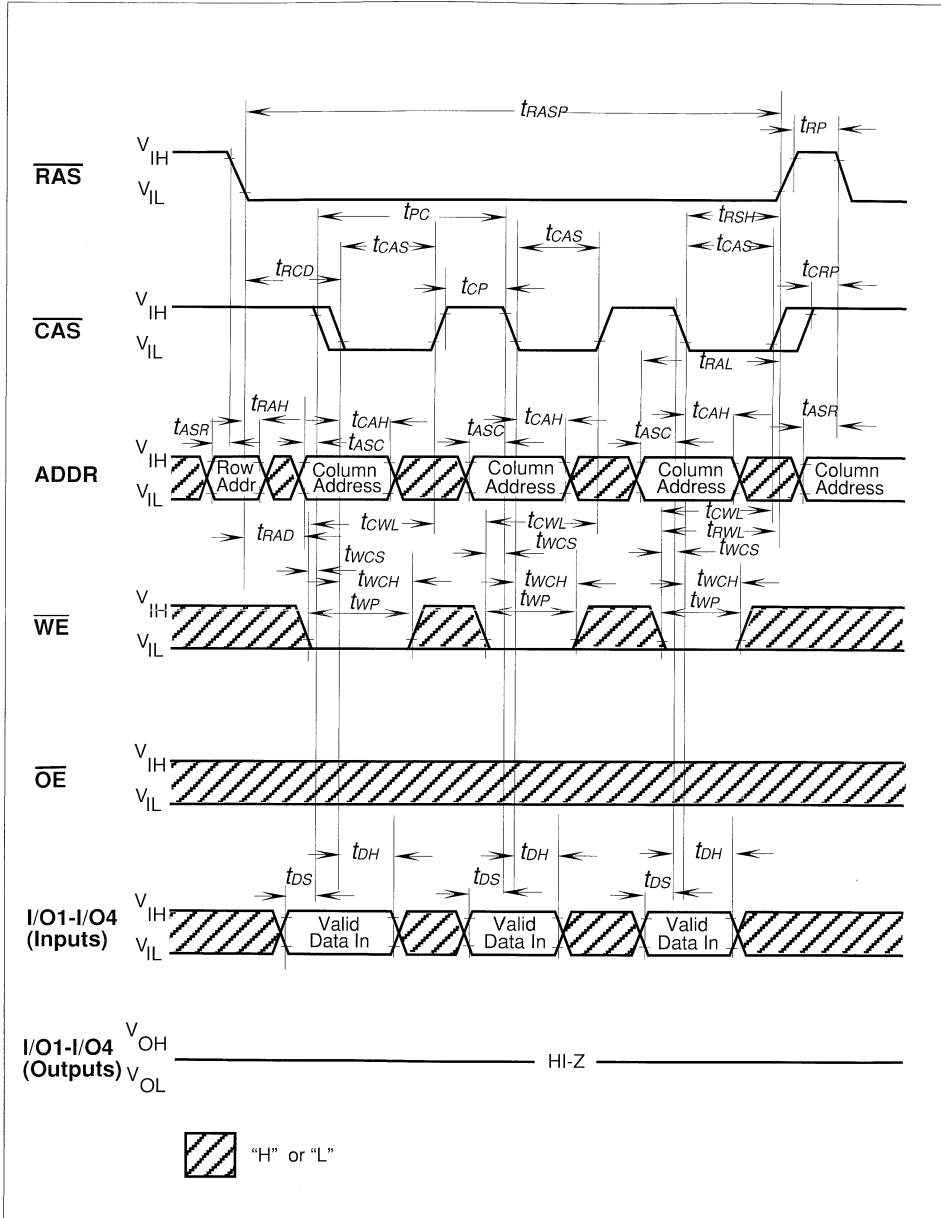 tRASP
tRP
RAS
VIH
VIL
tPC
tRSH
tCAS
tCAS
tCAS
tRCD
tCP
tCRP
CAS
VIH
VIL
tRAL
tRAH
tCAH
tCAH
tCAH
tASR
tASC
tASC
tASC
tASR
ADDR
VIH
VIL
Row
Addr
Column
Address
Column
Address
Column
Address
Column
Address
tRAD
tCWL
tCWL
tCWL
tRWL
tWCS
tWCS
tWCS
tWCH
tWCH
tWCH
tWP
tWP
tWP
WE
VIH
VIL
OE
VIH
VIL
tDH
tDH
tDH
tDS
tDS
tDS
I/O1-I/O4
(Inputs)
VIH
VIL
Valid
Data In
Valid
Data In
Valid
Data In
I/O1-I/O4
(Outputs)
VOH
VOL
HI-Z
“H” or “L”